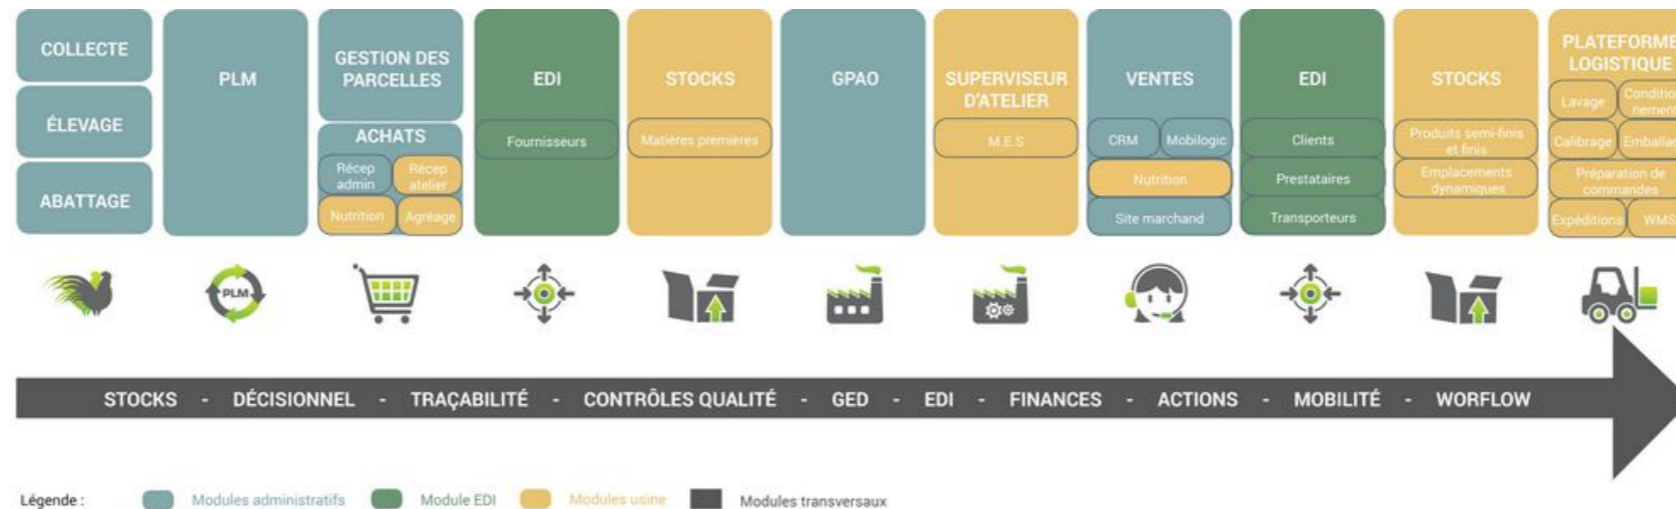 COLLECTE
ÉLEVAGE
ABATTAGE
PLM
GESTION DES
PARCELLES
ACHATS
Récep
admin
Récep
atelier
Nutrition
Agréage
EDI
Fournisseurs
STOCKS
Matières premières
GPAO
SUPERVISEUR
D'ATELIER
M.E.S
VENTES
CRM
Mobilogic
Nutrition
Site marchand
EDI
Clients
Prestataires
Transporteurs
STOCKS
Produits semi-finis
et finis
Emplacements
dynamiques
PLATEFORME
LOGISTIQUE
Lavage
Condition
nement
Calibrage
Emballag
Préparation de
commandes
Expéditions
WMS
PLM
STOCKS - DÉCISIONNEL - TRAÇABILITÉ - CONTRÔLES QUALITÉ - GED - EDI - FINANCES - ACTIONS - MOBILITÉ - WORFLOW
Légende : Modules administratifs Module EDI Modules usine Modules transversaux